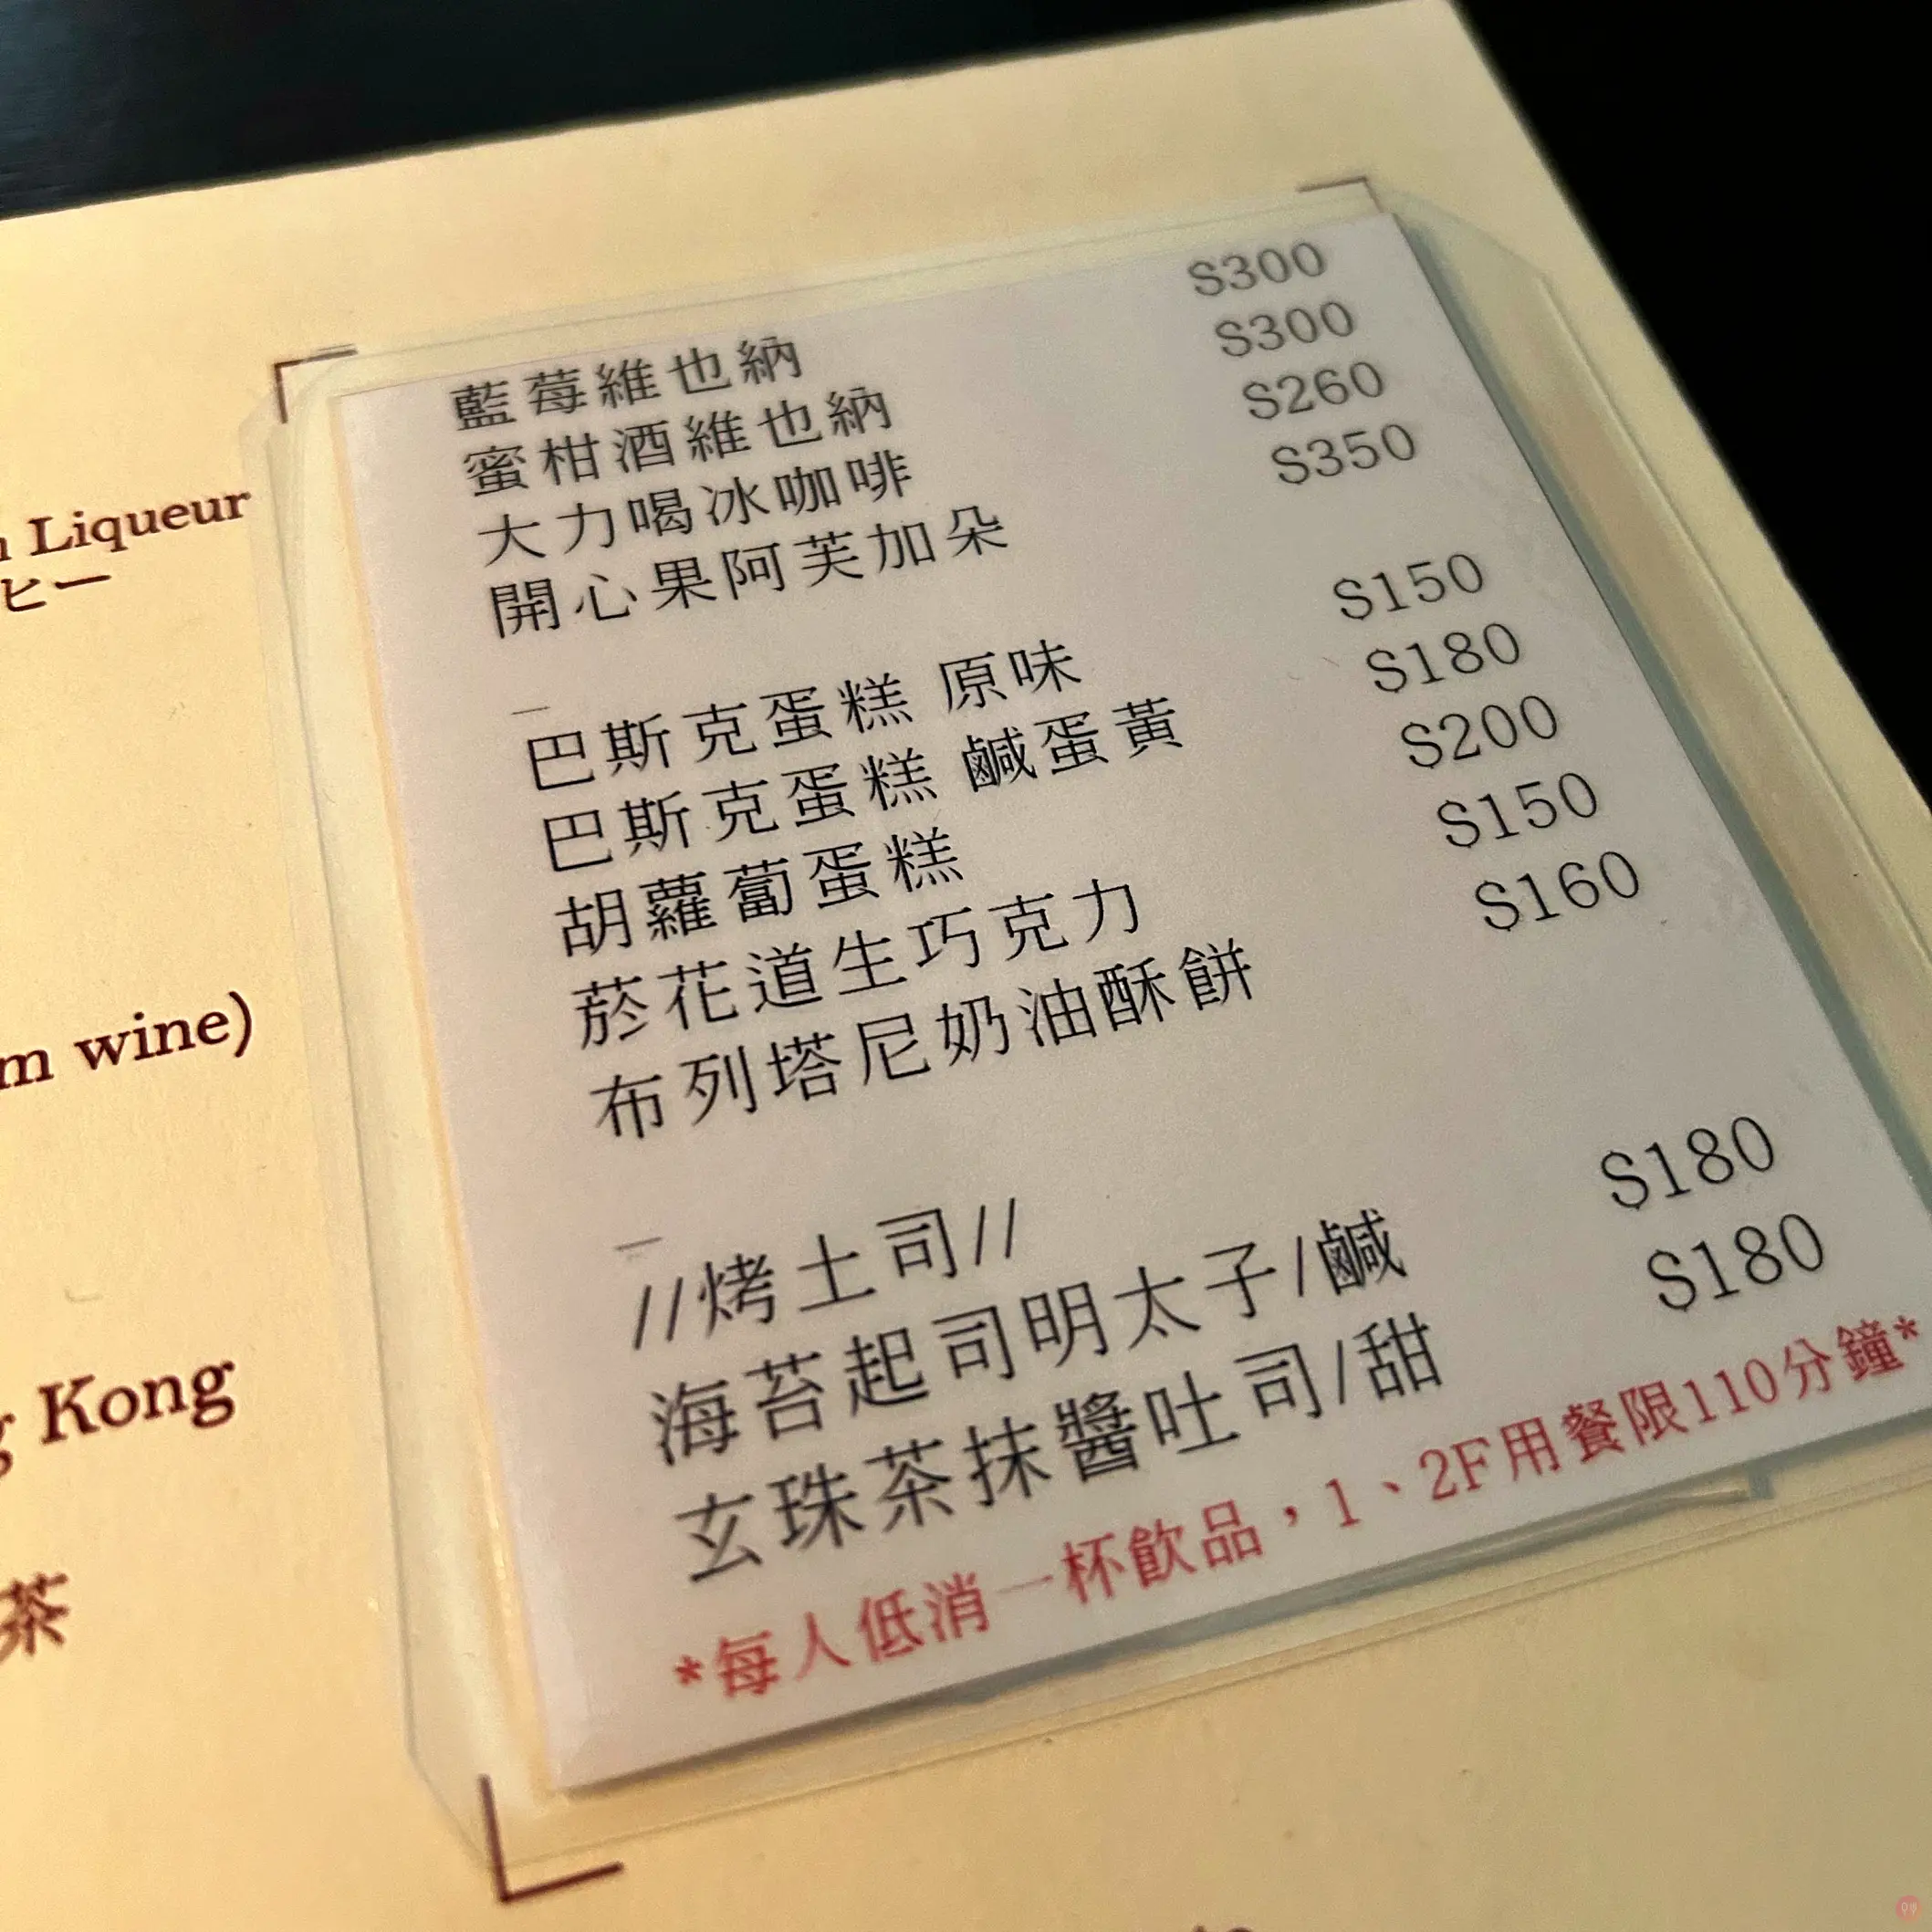 Liqueur
ヒー
m wine)
Kong
茶
藍莓維也納 $300
蜜柑酒維也納 $300
大力喝冰咖啡 $260
開心果阿芙加朵 $350
—
巴斯克蛋糕 原味 $150
巴斯克蛋糕 鹹蛋黃 $180
胡蘿蔔蛋糕 $200
菸花道生巧克力 $150
布列塔尼奶油酥餅 $160
—
//烤土司//
海苔起司明太子/鹹 $180
玄珠茶抹醬吐司/甜 $180
*每人低消一杯飲品，1、2F用餐限110分鐘*